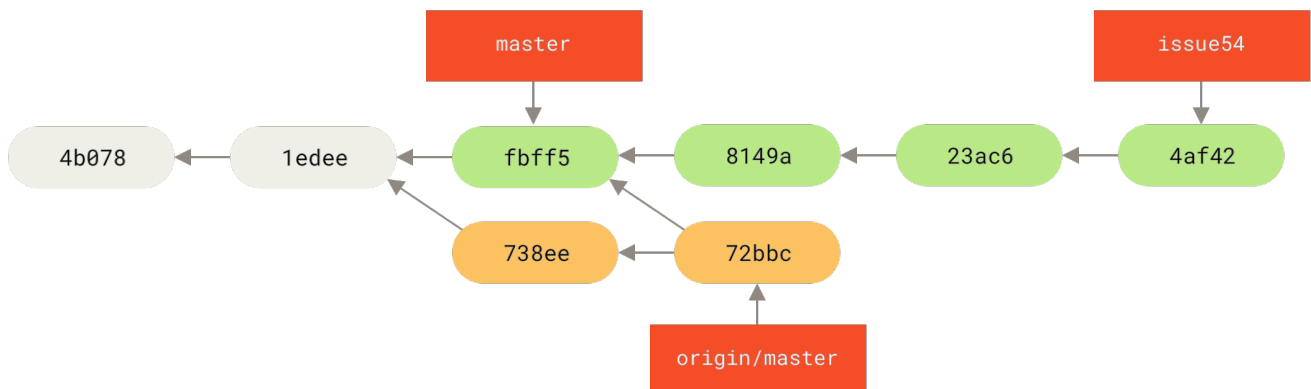 master
issue54
4b078
1edee
fbff5
8149a
23ac6
4af42
738ee
72bbc
origin/master